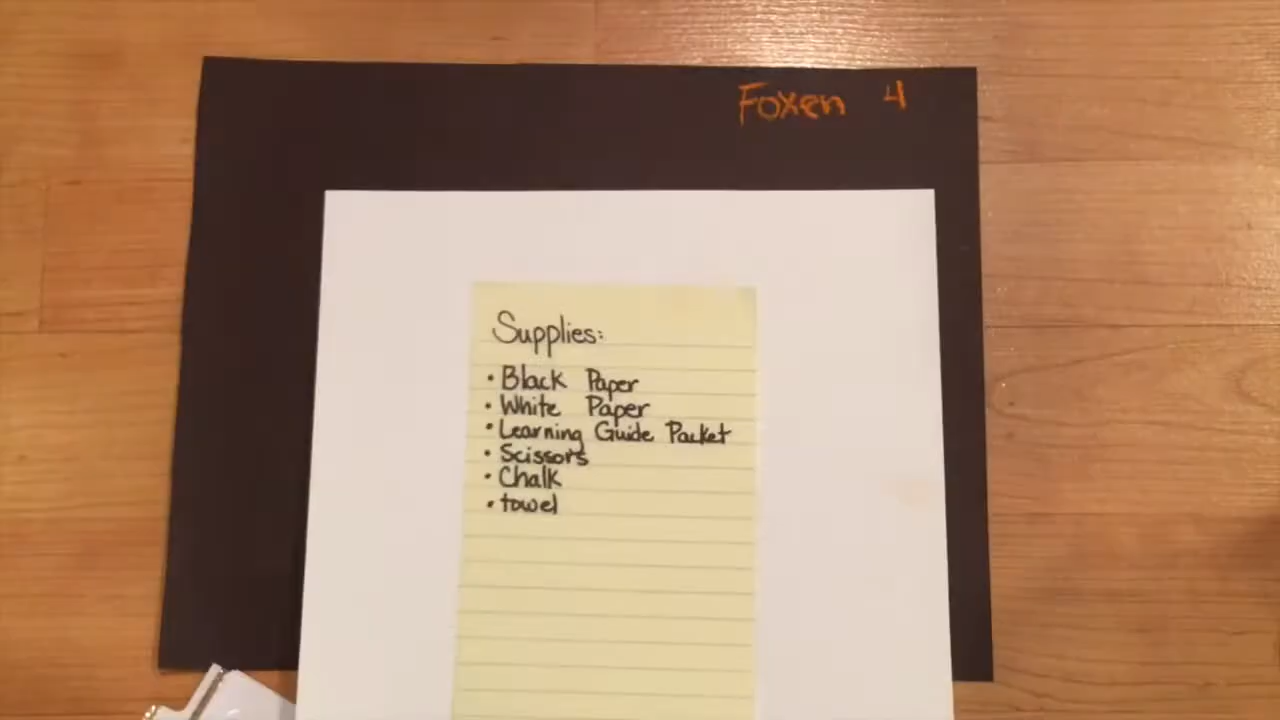 Foxen 4
Supplies:
• Black Paper
• White Paper
• Learning Guide Packet
• Scissors
• Chalk
• towel